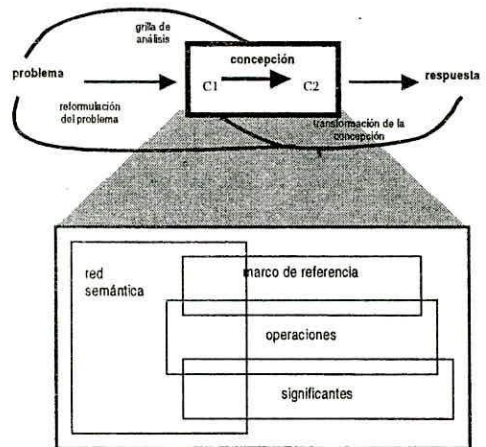 grilla de
análisis
problema
concepción
C1
C2
respuesta
reformulación
del problema
transformación de la
concepción
red
semántica
marco de referencia
operaciones
significantes